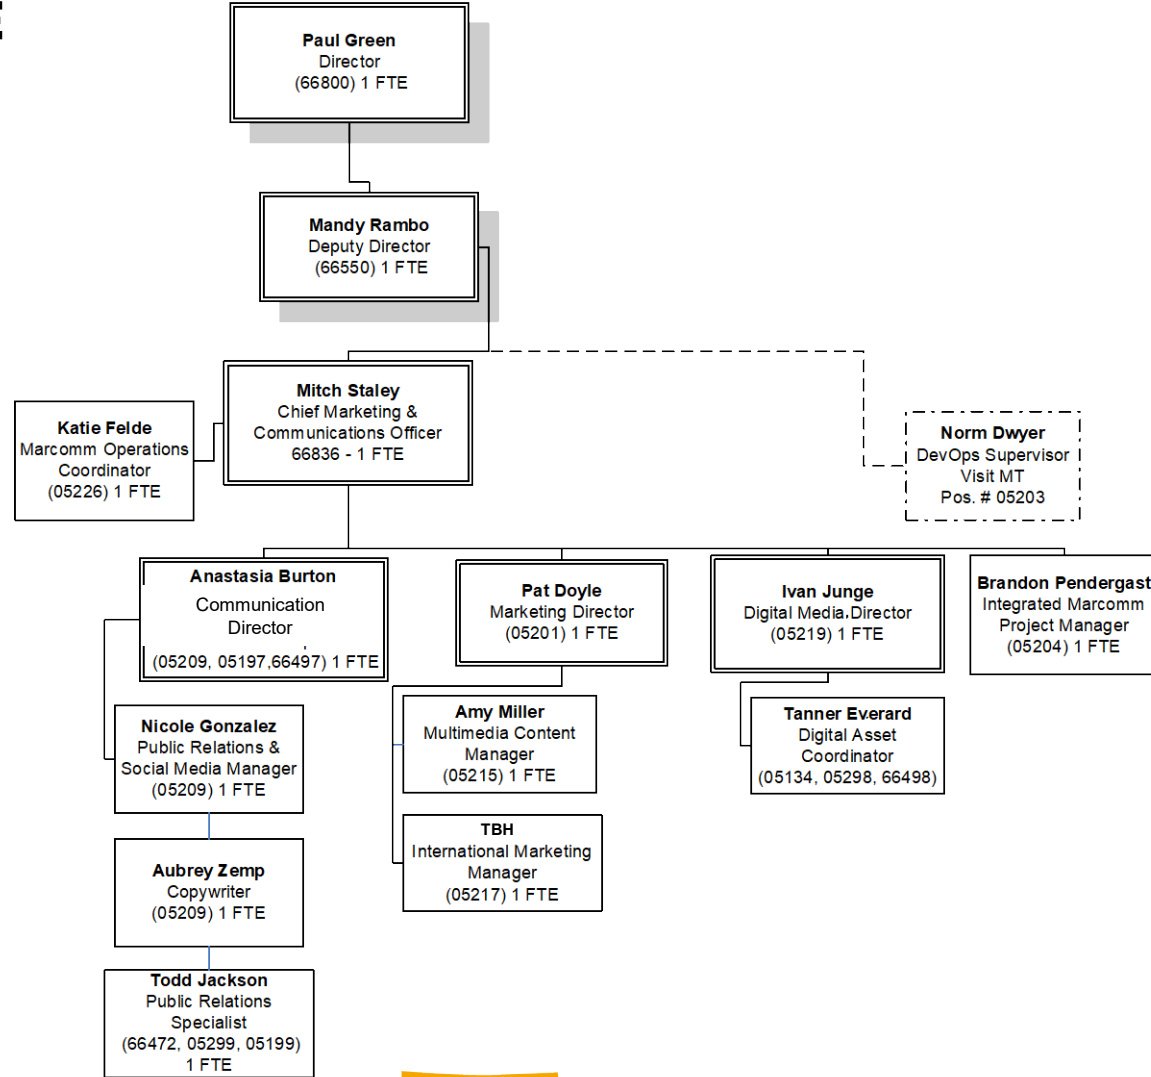 Paul Green
Director
(66800) 1 FTE
Mandy Rambo
Deputy Director
(66550) 1 FTE
Mitch Staley
Chief Marketing &
Communications Officer
66836 - 1 FTE
Katie Felde
Marcomm Operations
Coordinator
(05226) 1 FTE
Norm Dwyer
DevOps Supervisor
Visit MT
Pos. # 05203
Anastasia Burton
Communication
Director
(05209, 05197,66497) 1 FTE
Pat Doyle
Marketing Director
(05201) 1 FTE
Ivan Junge
Digital Media.Director
(05219) 1 FTE
Brandon Pendergast
Integrated Marcomm
Project Manager
(05204) 1 FTE
Nicole Gonzalez
Public Relations &
Social Media Manager
(05209) 1 FTE
Amy Miller
Multimedia Content
Manager
(05215) 1 FTE
Tanner Everard
Digital Asset
Coordinator
(05134, 05298, 66498)
TBH
International Marketing
Manager
(05217) 1 FTE
Aubrey Zemp
Copywriter
(05209) 1 FTE
Todd Jackson
Public Relations
Specialist
(66472, 05299, 05199)
1 FTE